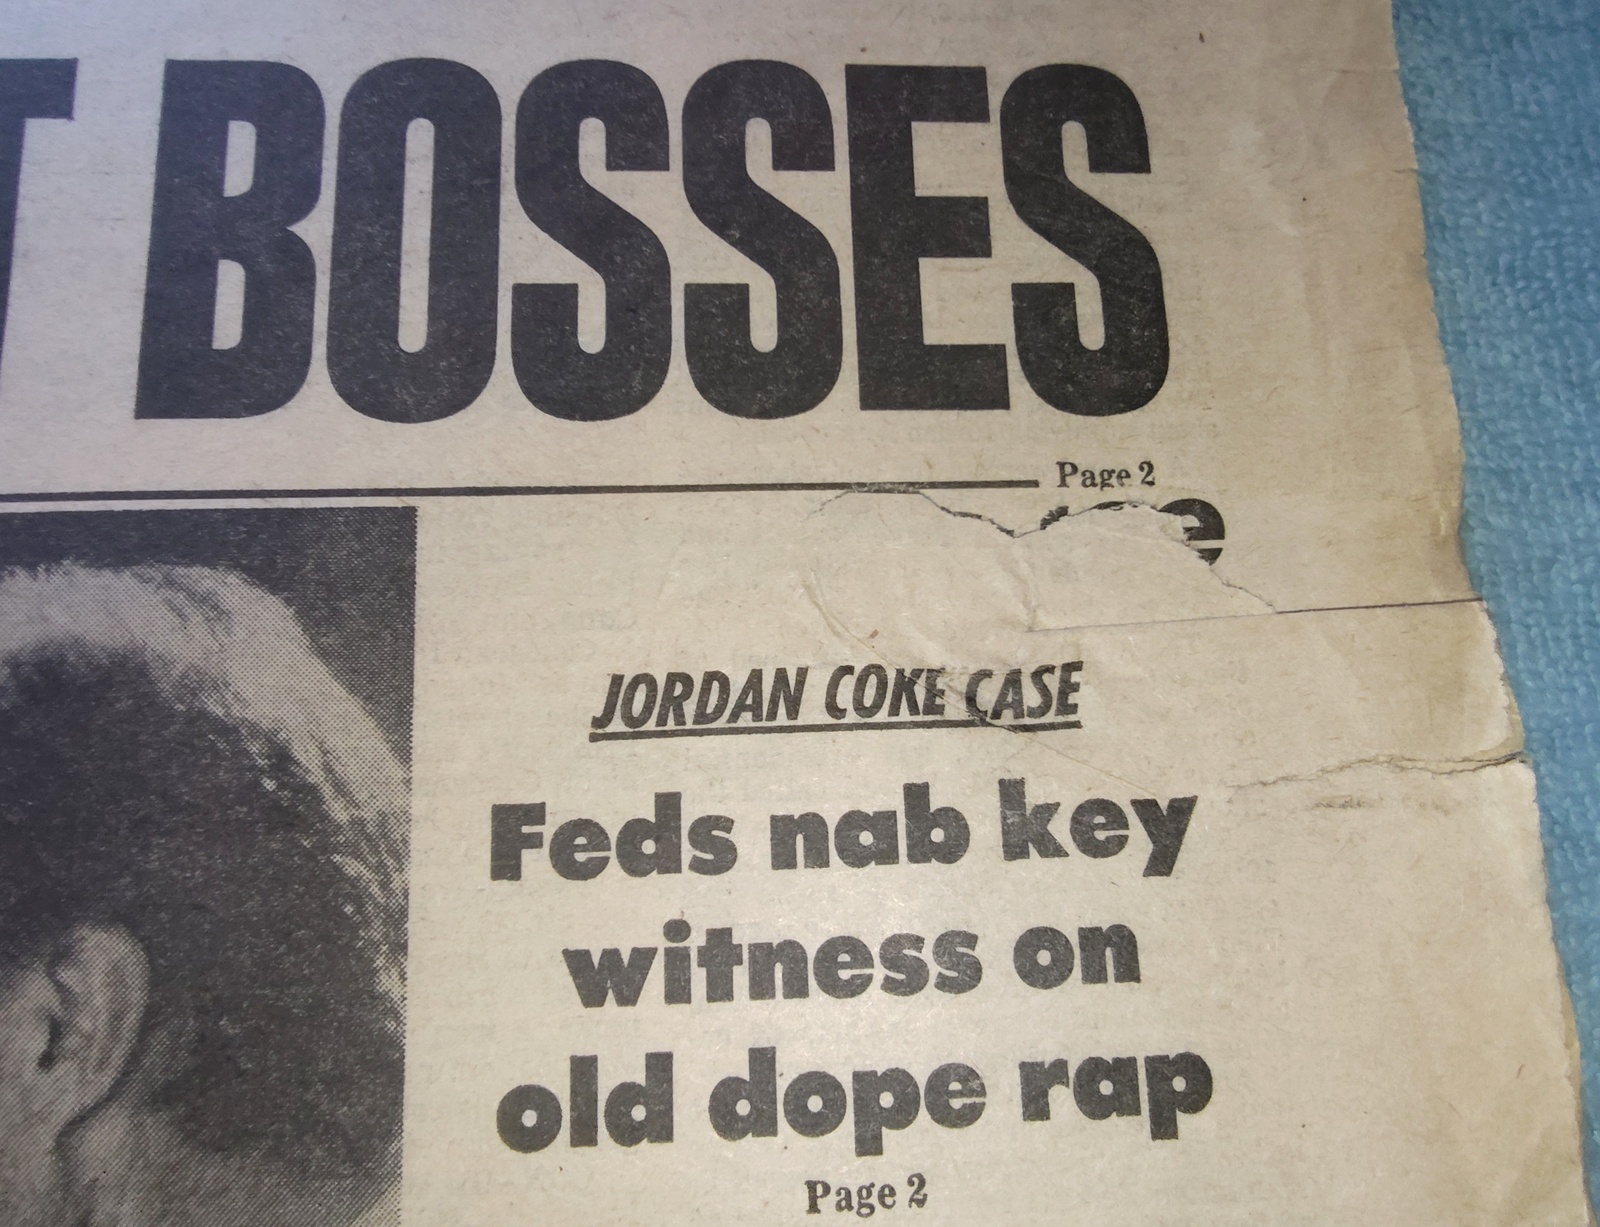 T BOSSES
Page 2
JORDAN COKE CASE
Feds nab key
witness on
old dope rap
Page 2